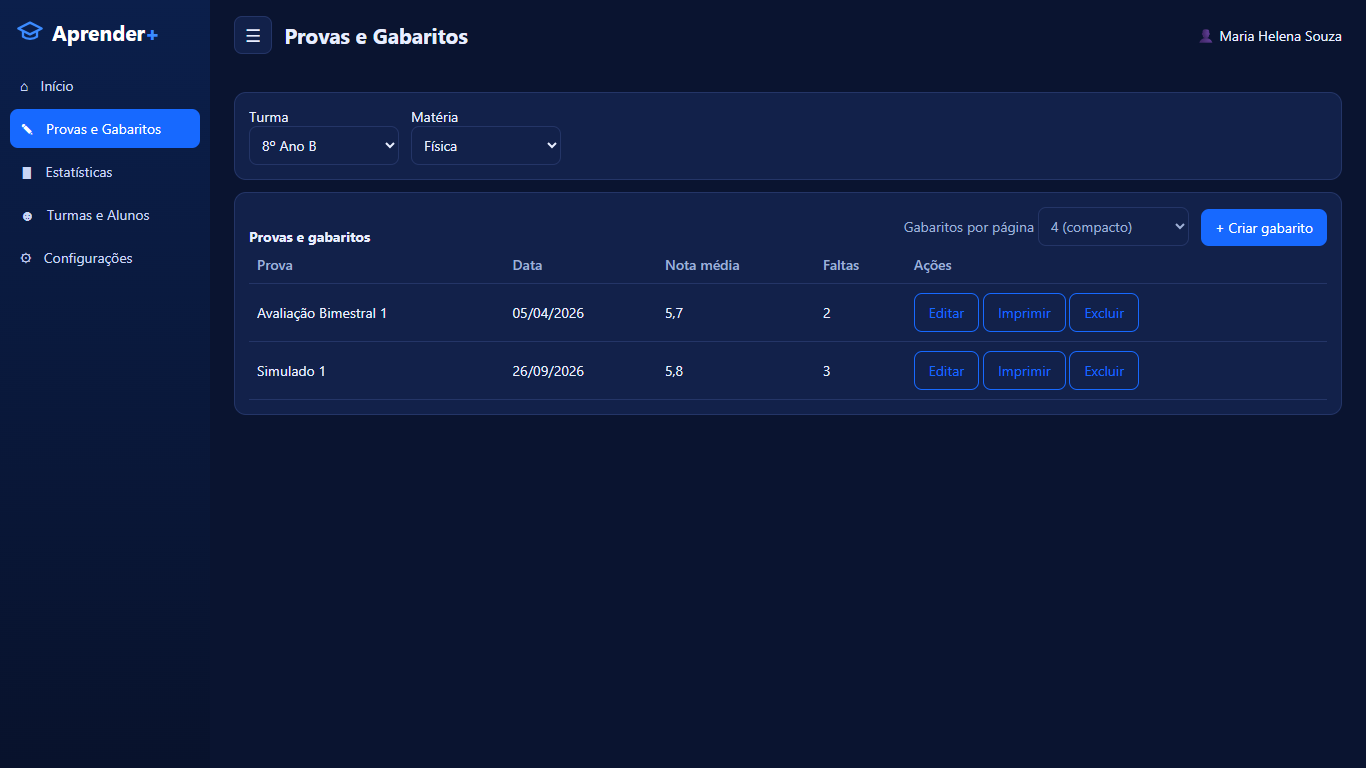 Aprender+
Início
Provas e Gabaritos
Estatísticas
Turmas e Alunos
Configurações
Provas e Gabaritos
Maria Helena Souza
Turma Matéria
8º Ano B Física
Provas e gabaritos Gabaritos por página 4 (compacto) + Criar gabarito
Prova Data Nota média Faltas Ações
Avaliação Bimestral 1 05/04/2026 5,7 2 Editar Imprimir Excluir
Simulado 1 26/09/2026 5,8 3 Editar Imprimir Excluir